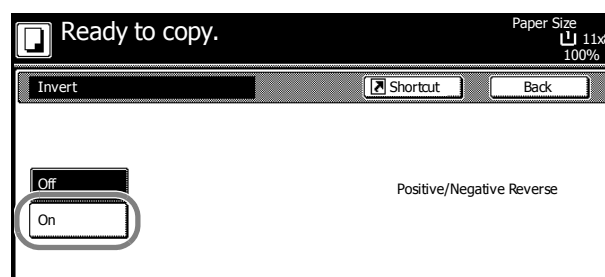 Ready to copy.
Paper Size
11x
100%
Invert
Shortcut
Back
Off
Positive/Negative Reverse
On